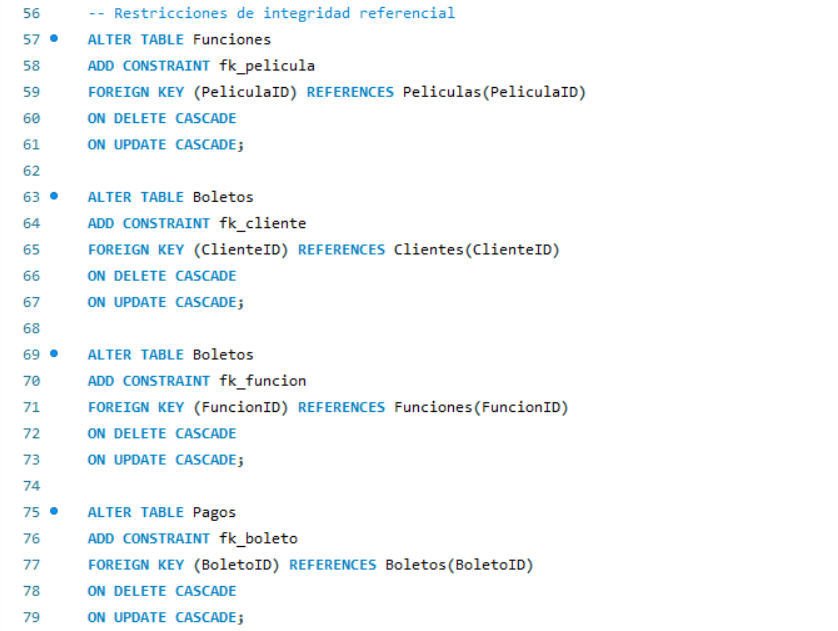 56 -- Restricciones de integridad referencial
57 ALTER TABLE Funciones
58 ADD CONSTRAINT fk_pelicula
59 FOREIGN KEY (PeliculaID) REFERENCES Peliculas(PeliculaID)
60 ON DELETE CASCADE
61 ON UPDATE CASCADE;
62
63 ALTER TABLE Boletos
64 ADD CONSTRAINT fk_cliente
65 FOREIGN KEY (ClienteID) REFERENCES Clientes(ClienteID)
66 ON DELETE CASCADE
67 ON UPDATE CASCADE;
68
69 ALTER TABLE Boletos
70 ADD CONSTRAINT fk_funcion
71 FOREIGN KEY (FuncionID) REFERENCES Funciones(FuncionID)
72 ON DELETE CASCADE
73 ON UPDATE CASCADE;
74
75 ALTER TABLE Pagos
76 ADD CONSTRAINT fk_boleto
77 FOREIGN KEY (BoletoID) REFERENCES Boletos(BoletoID)
78 ON DELETE CASCADE
79 ON UPDATE CASCADE;